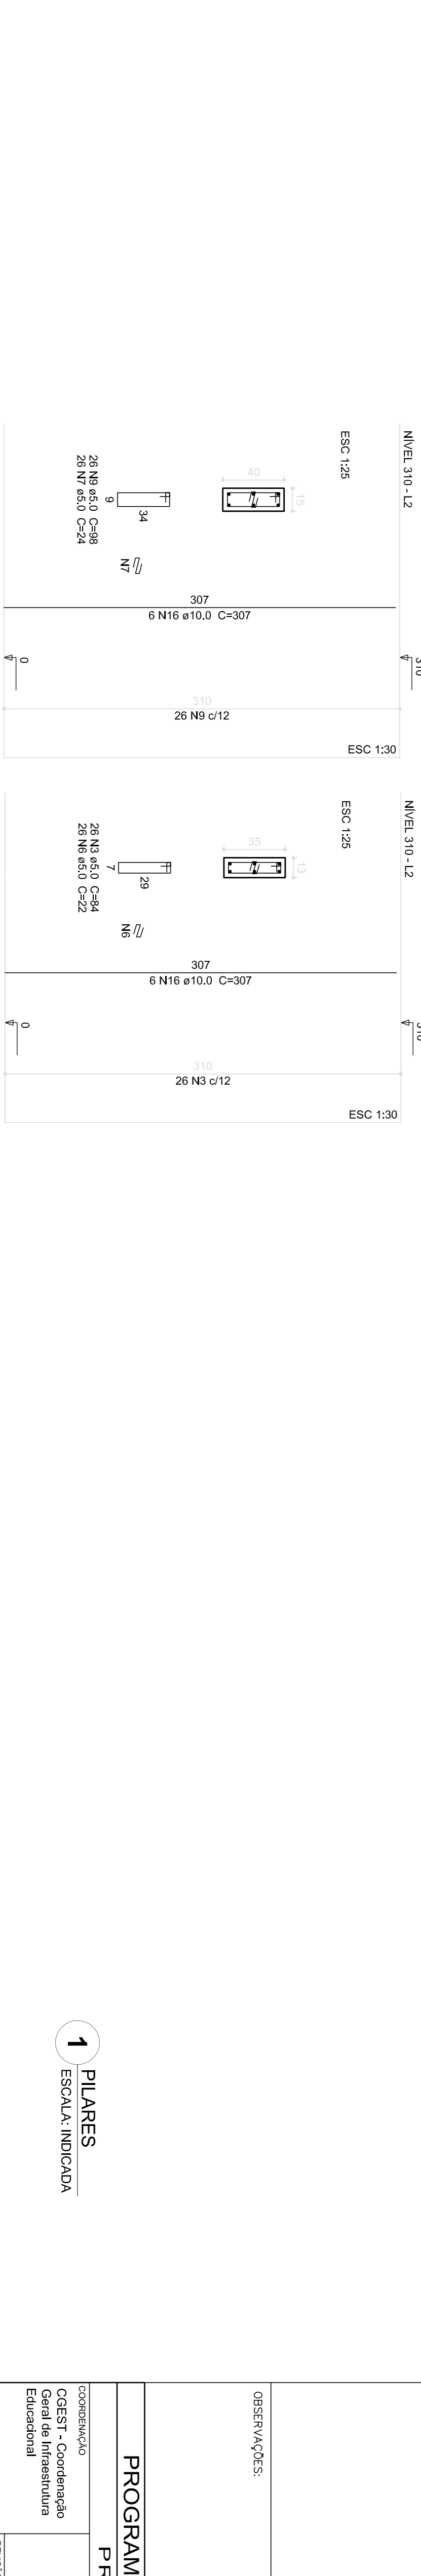 NÍVEL 310 - L2
ESC 1:25
40
15
34
9
26 N9 ø5.0 C=98
26 N7 ø5.0 C=24
N7
307
6 N16 ø10.0 C=307
310
0
310
26 N9 c/12
ESC 1:30
NÍVEL 310 - L2
ESC 1:25
35
13
29
7
26 N3 ø5.0 C=84
26 N6 ø5.0 C=22
N6
307
6 N16 ø10.0 C=307
310
0
310
26 N3 c/12
ESC 1:30
1
PILARES
ESCALA: INDICADA
OBSERVAÇÕES:
PROGRAM
PR
COORDENAÇÃO
CGEST - Coordenação
Geral de Infraestrutura
Educacional